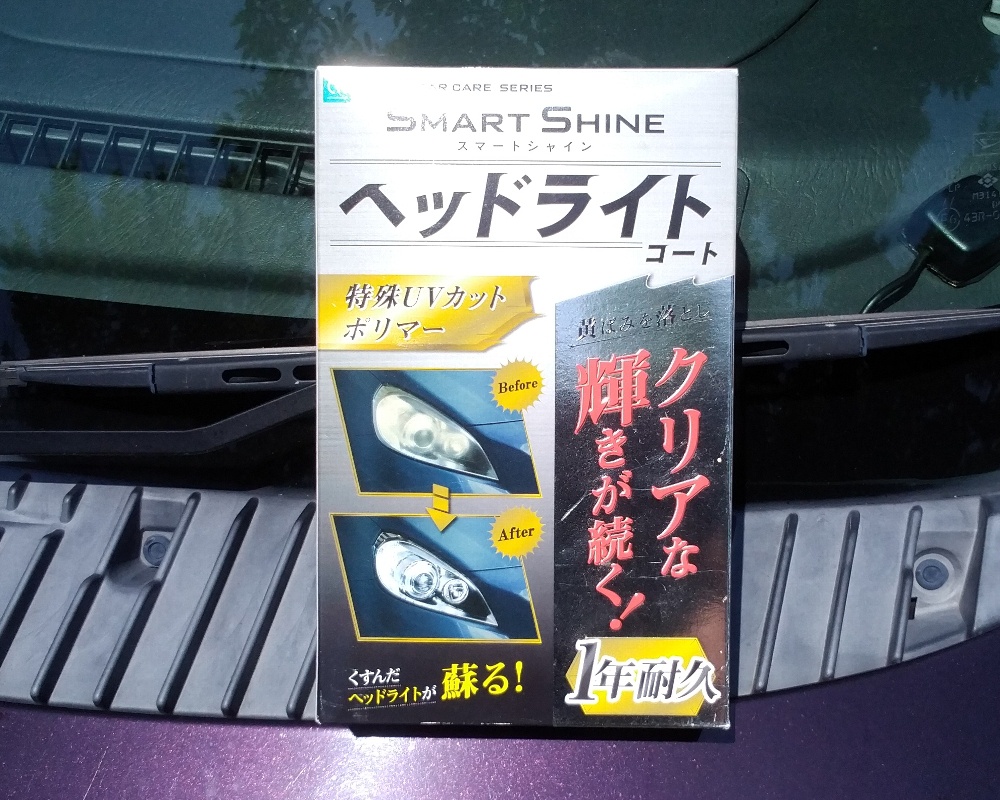 CAR CARE SERIES
SMART SHINE
スマートシャイン
ヘッドライト
コート
特殊UVカット
ポリマー
Before
After
くすんだ
ヘッドライトが
蘇る!
黄ばみを落とし
クリアな
輝きが続く!
1年耐久
43R-0